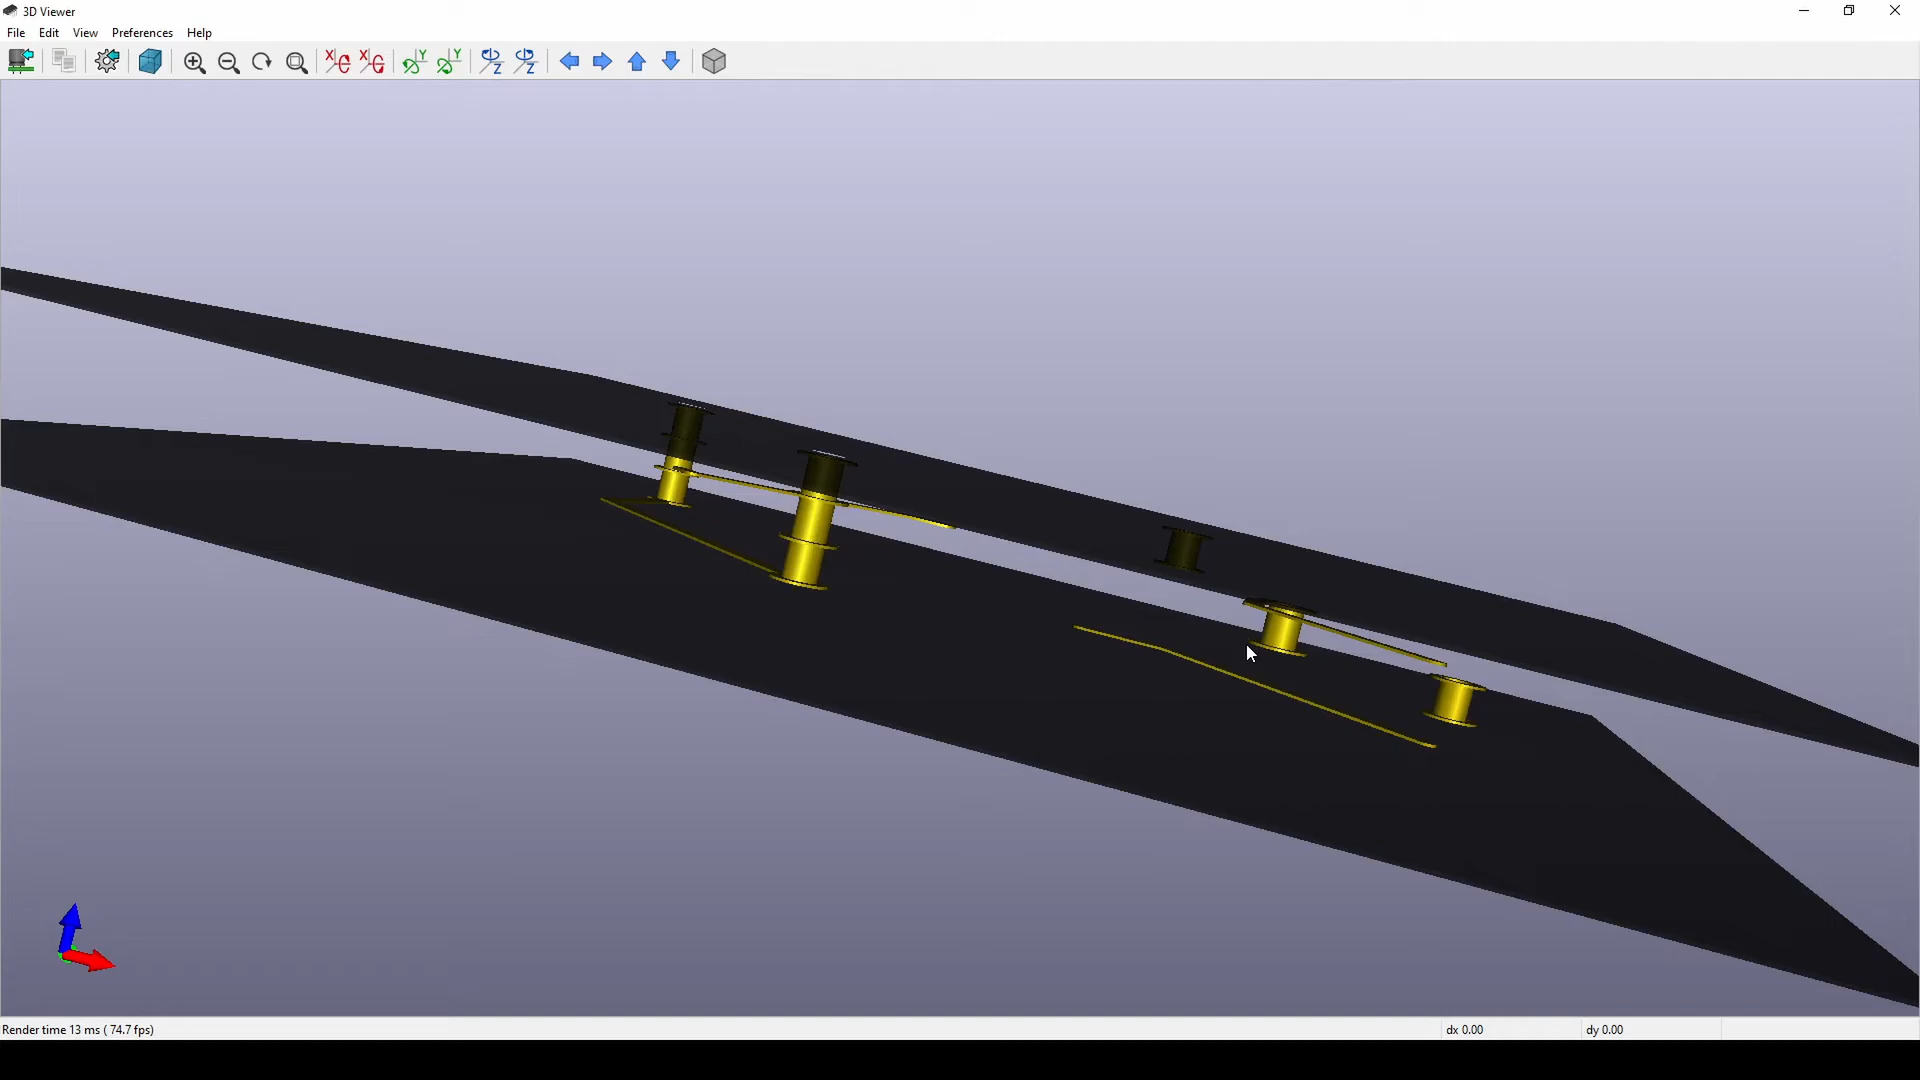 3D Viewer
File Edit View Preferences Help
X X Y Y Z Z
Render time 13 ms ( 74.7 fps) dx 0.00 dy 0.00